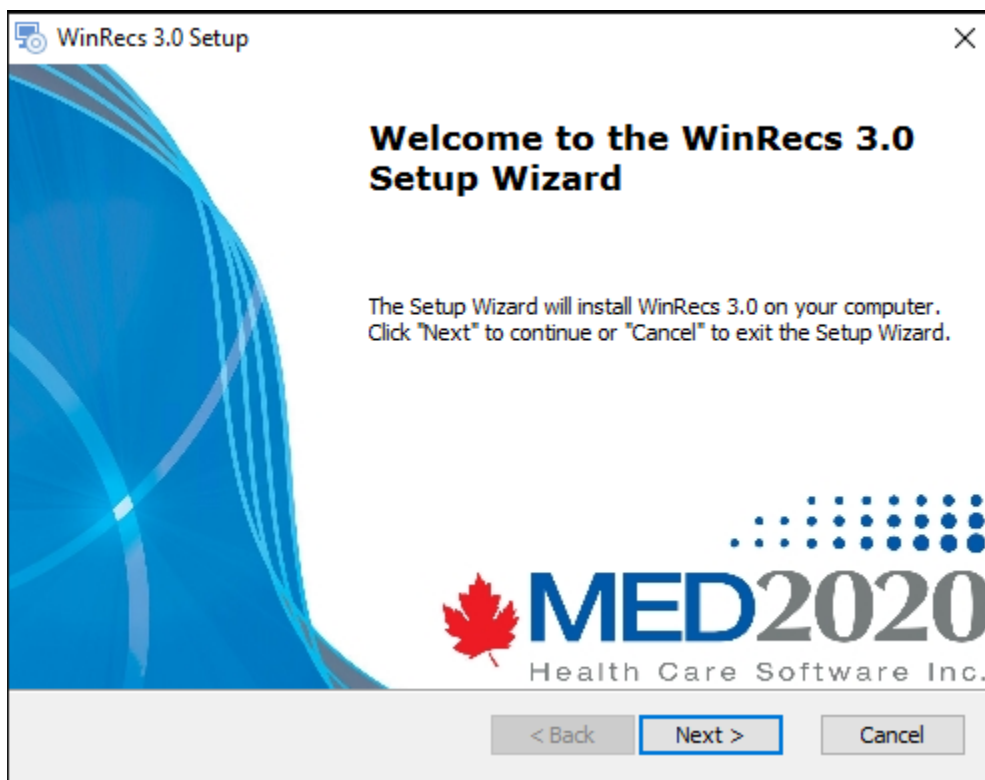 WinRecs 3.0 Setup
Welcome to the WinRecs 3.0
Setup Wizard
The Setup Wizard will install WinRecs 3.0 on your computer.
Click "Next" to continue or "Cancel" to exit the Setup Wizard.
MED2020
Health Care Software Inc.
< Back Next > Cancel